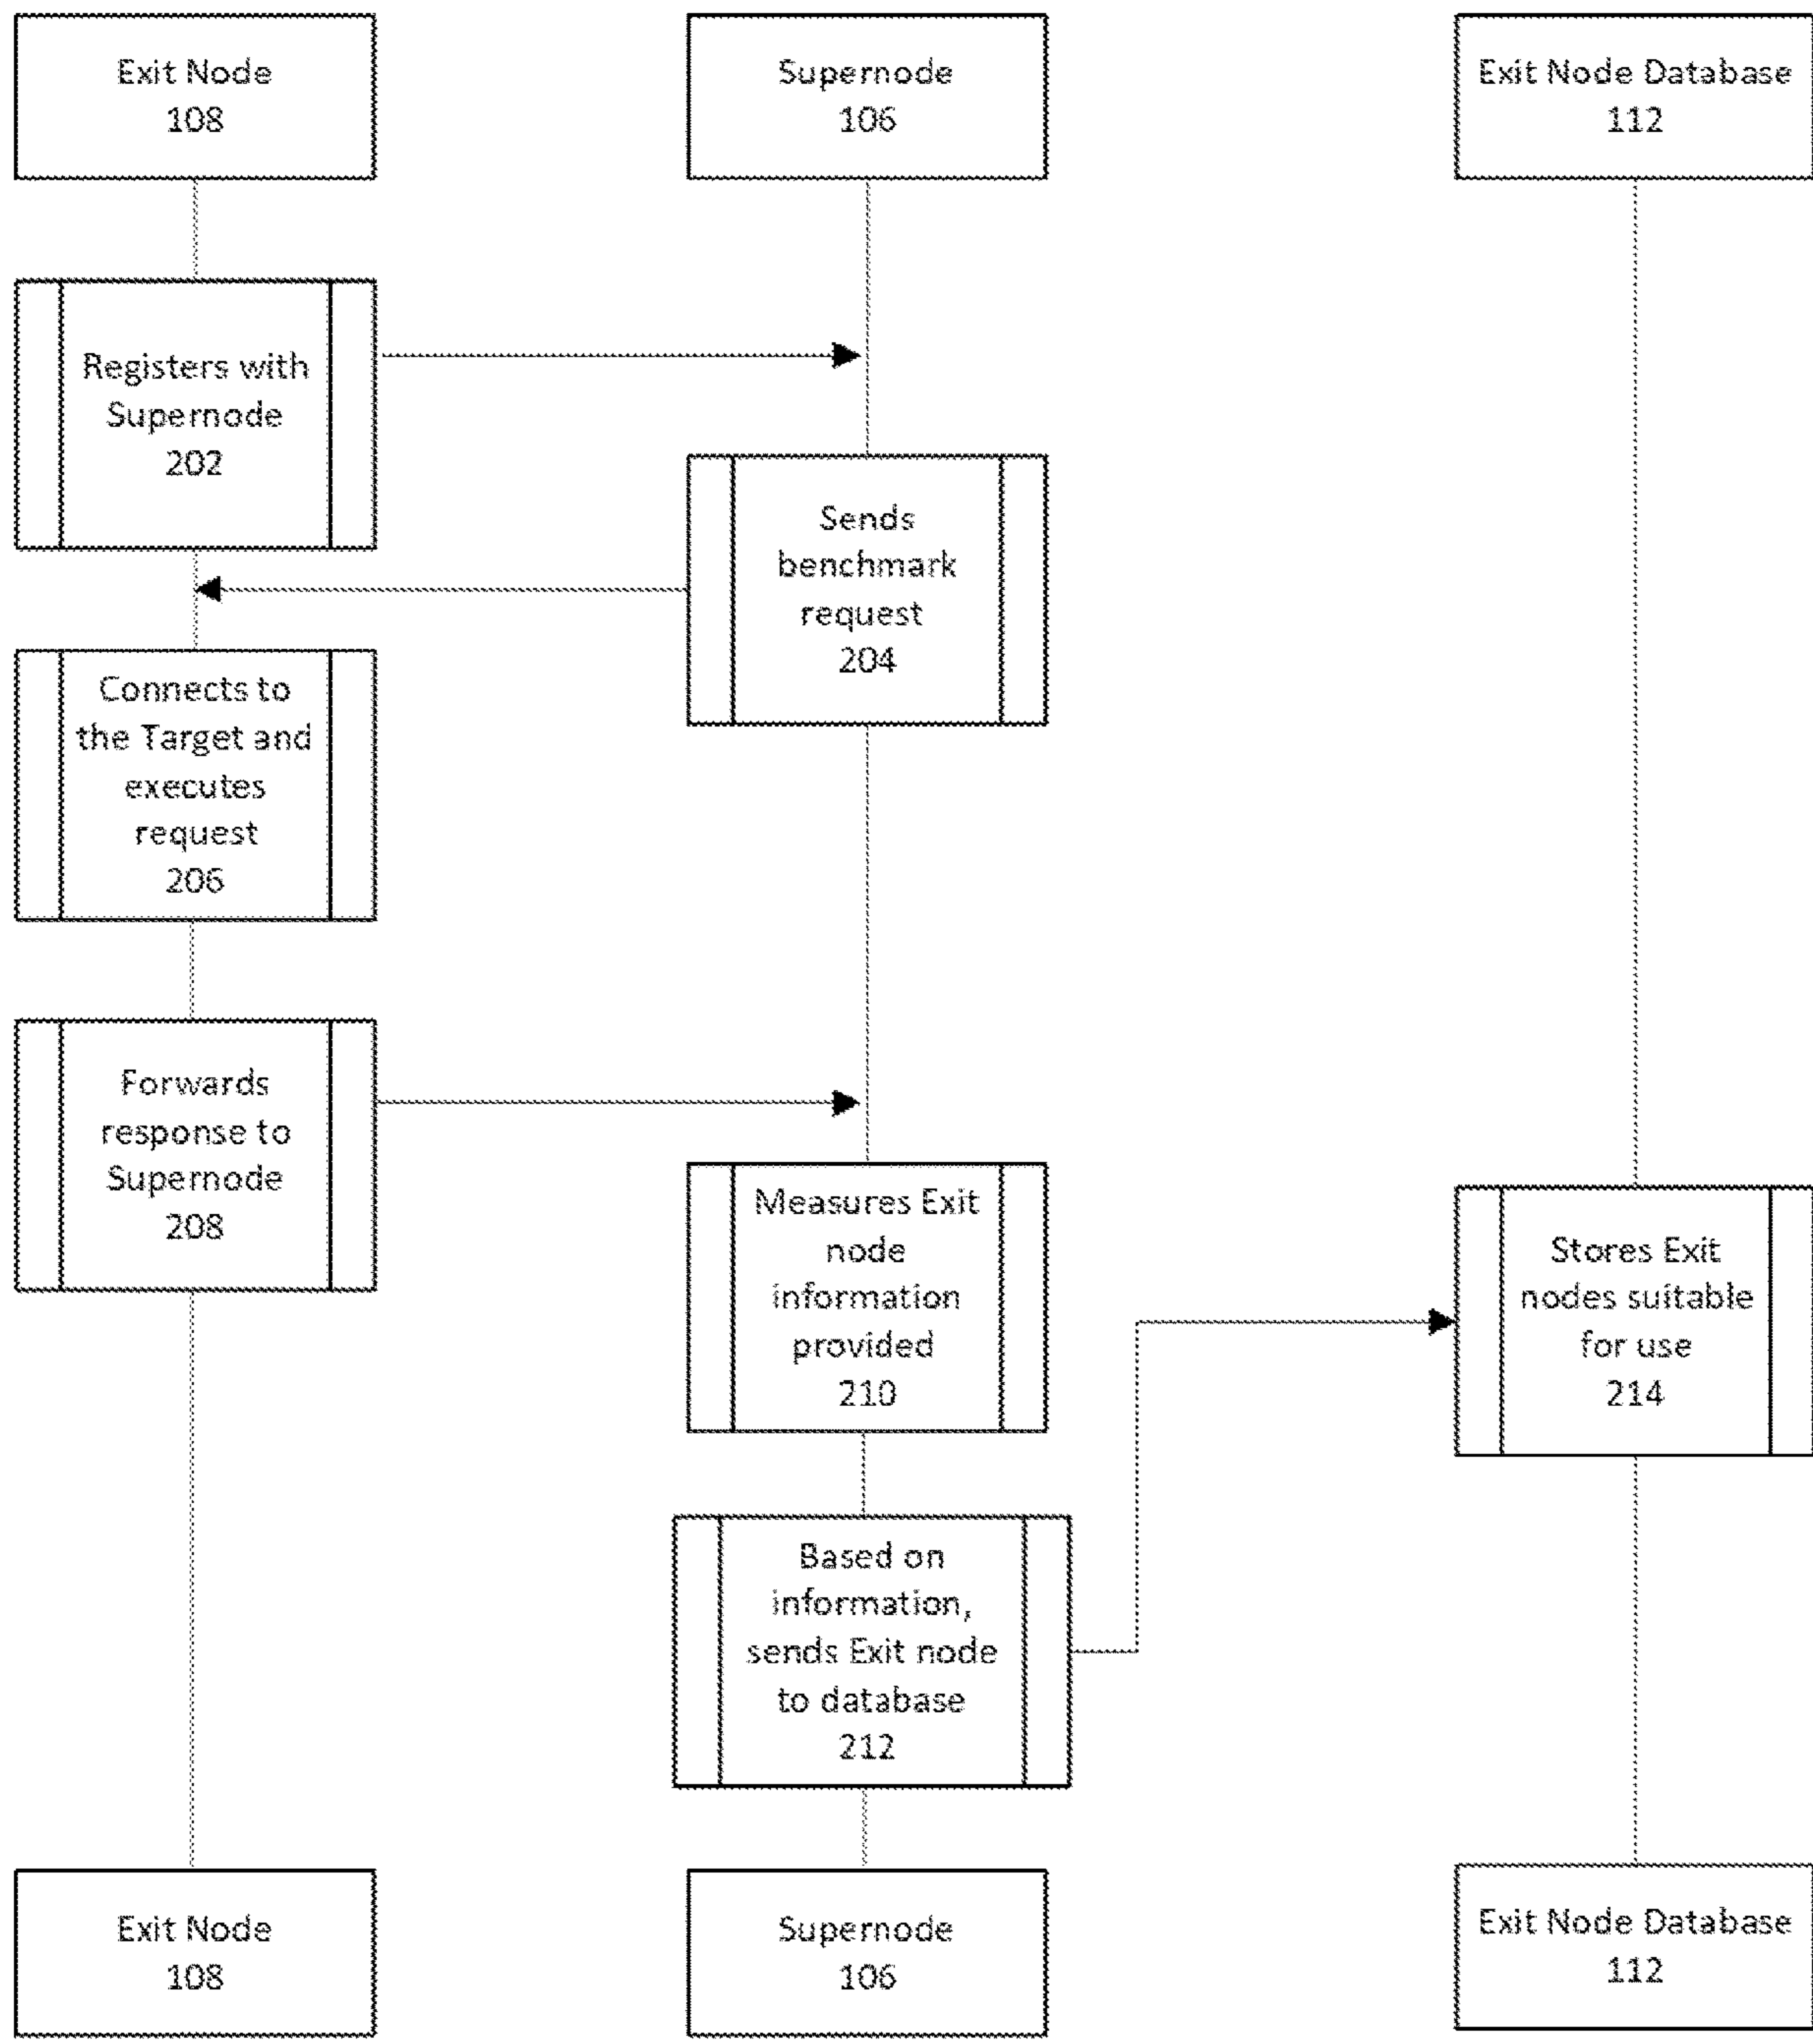 Exit Node
108
Supernode
106
Exit Node Database
112
Registers with
Supernode
202
Sends
benchmark
request
204
Connects to
the Target and
executes
request
206
Forwards
response to
Supernode
208
Measures Exit
node
information
provided
210
Stores Exit
nodes suitable
for use
214
Based on
information,
sends Exit node
to database
212
Exit Node
108
Supernode
106
Exit Node Database
112